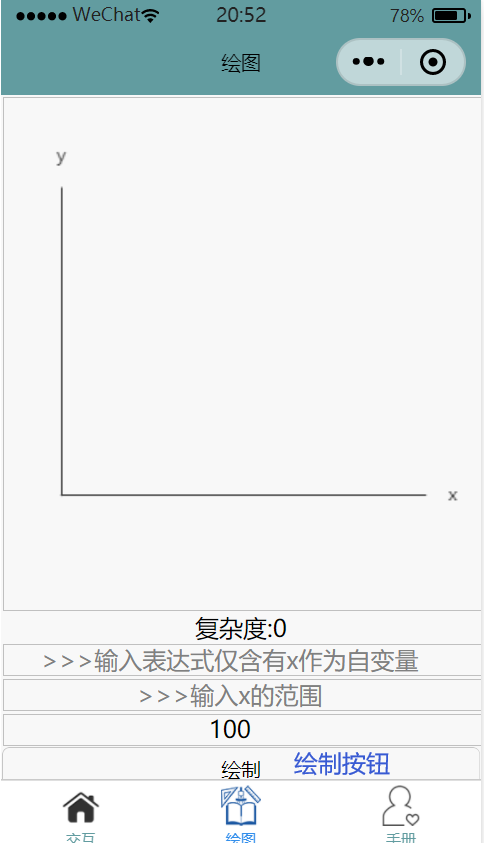 WeChat 20:52 78%
绘图
y
x
复杂度:0
>>>输入表达式仅含有x作为自变量
>>>输入x的范围
100
绘制 绘制按钮
交互 绘图 手册